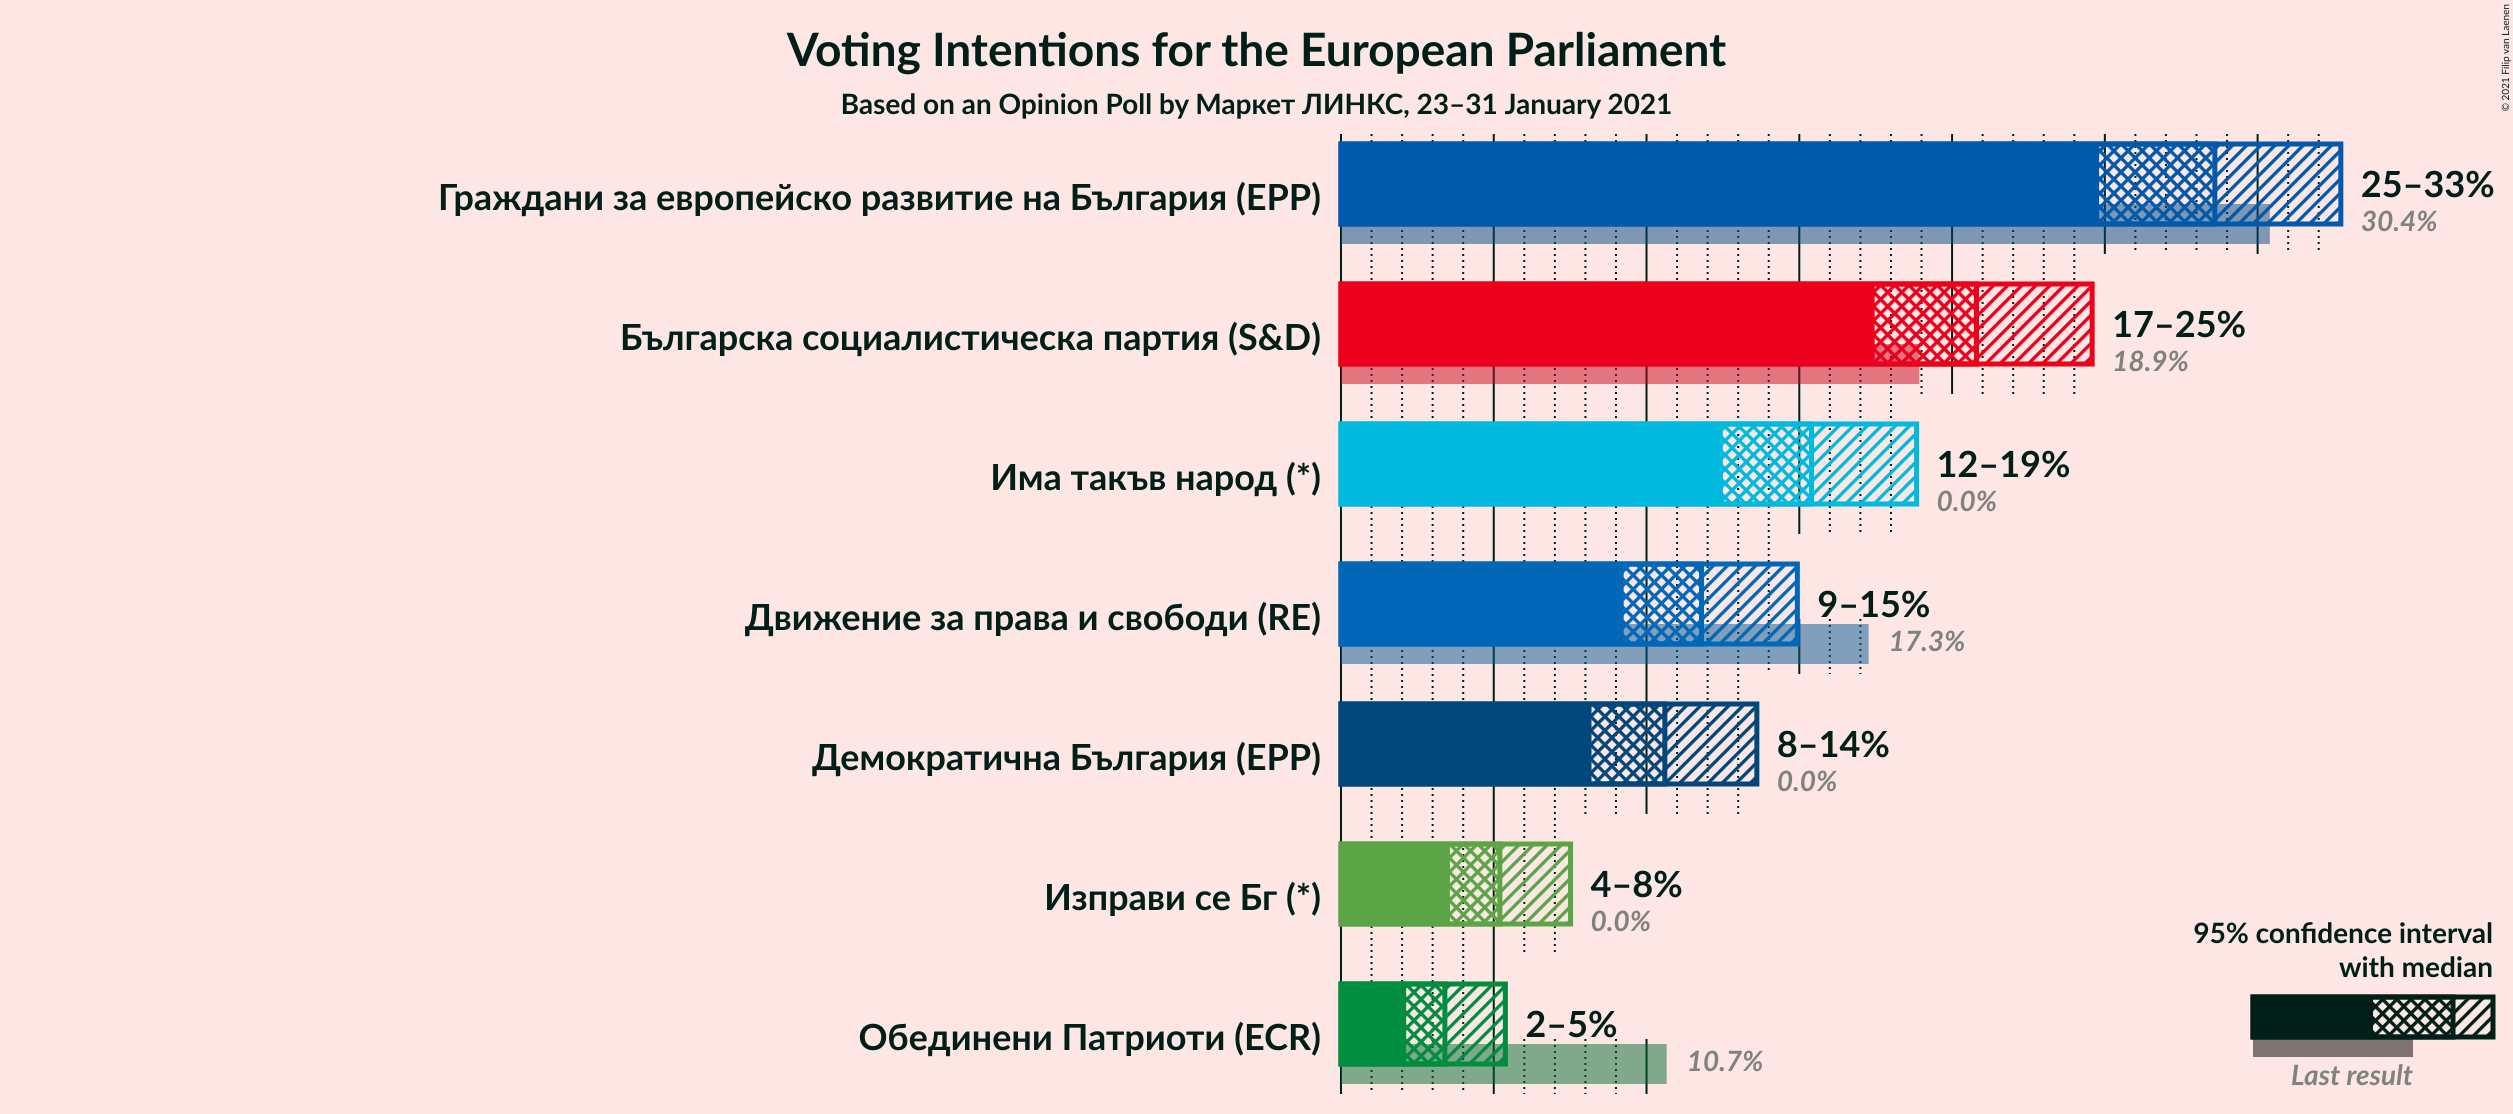 Voting Intentions for the European Parliament
Based on an Opinion Poll by Маркет ЛИНКС, 23–31 January 2021
© 2021 Filip van Laenen
Граждани за европейско развитие на България (EPP)
25–33%
30.4%
Българска социалистическа партия (S&D)
17–25%
18.9%
Има такъв народ (*)
12–19%
0.0%
Движение за права и свободи (RE)
9–15%
17.3%
Демократична България (EPP)
8–14%
0.0%
Изправи се Бг (*)
4–8%
0.0%
Обединени Патриоти (ECR)
2–5%
10.7%
95% confidence interval
with median
Last result